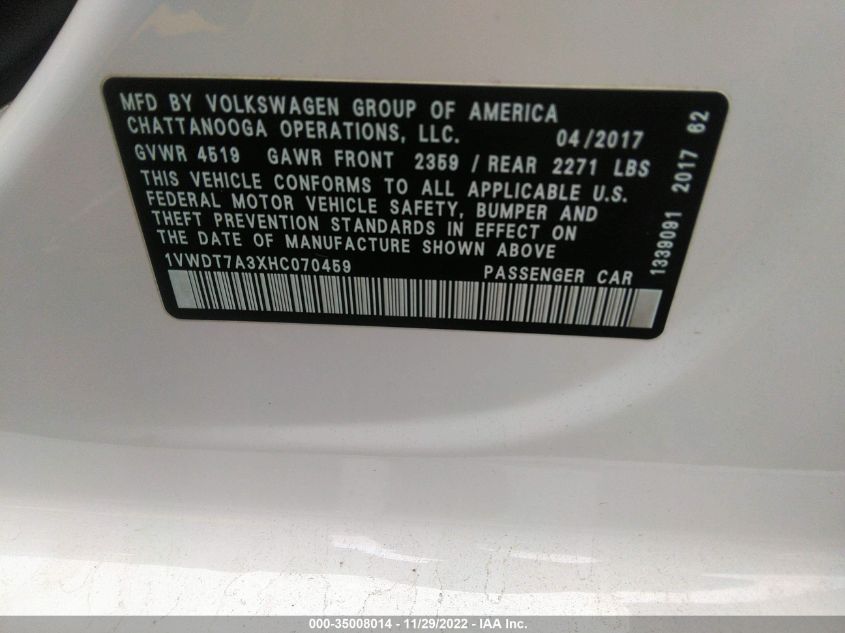 MFD BY VOLKSWAGEN GROUP OF AMERICA
CHATTANOOGA OPERATIONS, LLC. 04/2017
GVWR 4519 GAWR FRONT 2359 / REAR 2271 LBS
THIS VEHICLE CONFORMS TO ALL APPLICABLE U.S.
FEDERAL MOTOR VEHICLE SAFETY, BUMPER AND
THEFT PREVENTION STANDARDS IN EFFECT ON
THE DATE OF MANUFACTURE SHOWN ABOVE
1VWDT7A3XHC070459 PASSENGER CAR
1339091 2017 62
000-35008014 - 11/29/2022 - IAA Inc.